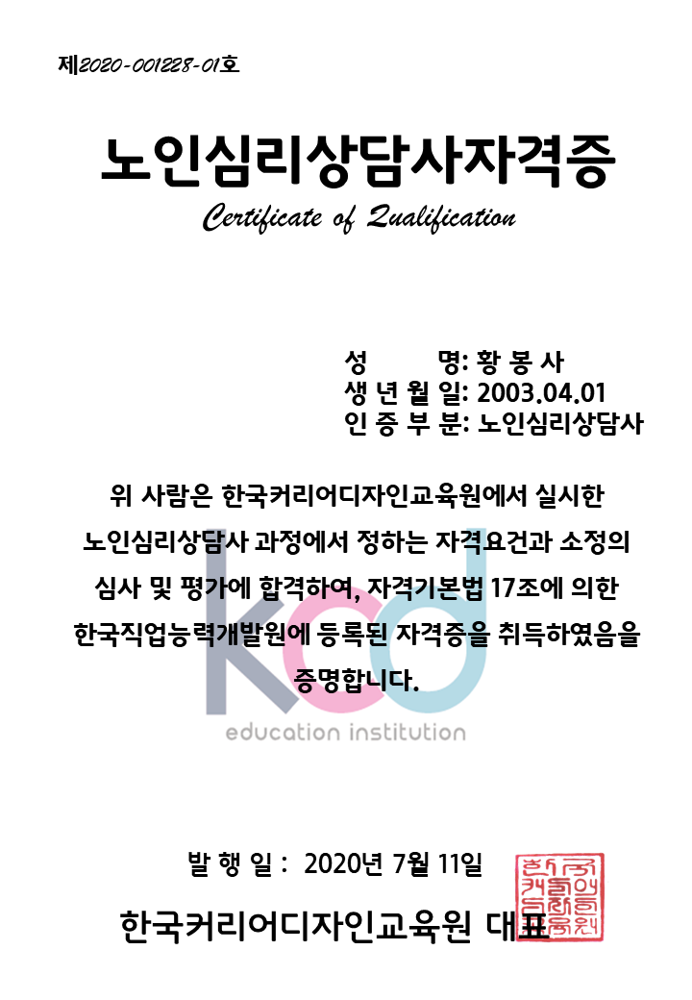 제2020-001228-01호
노인심리상담사자격증
Certificate of Qualification
성 명: 황 봉 사
생 년 월 일: 2003.04.01
인 증 부 분: 노인심리상담사
위 사람은 한국커리어디자인교육원에서 실시한
노인심리상담사 과정에서 정하는 자격요건과 소정의
심사 및 평가에 합격하여, 자격기본법 17조에 의한
한국직업능력개발원에 등록된 자격증을 취득하였음을
증명합니다.
kcd
education institution
발 행 일 : 2020년 7월 11일
한국커리어디자인교육원 대표